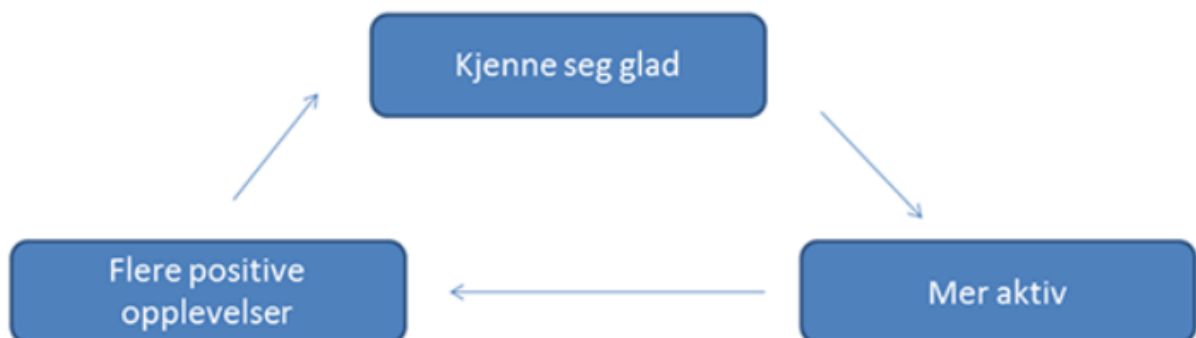 Kjenne seg glad
Flere positive
opplevelser
Mer aktiv